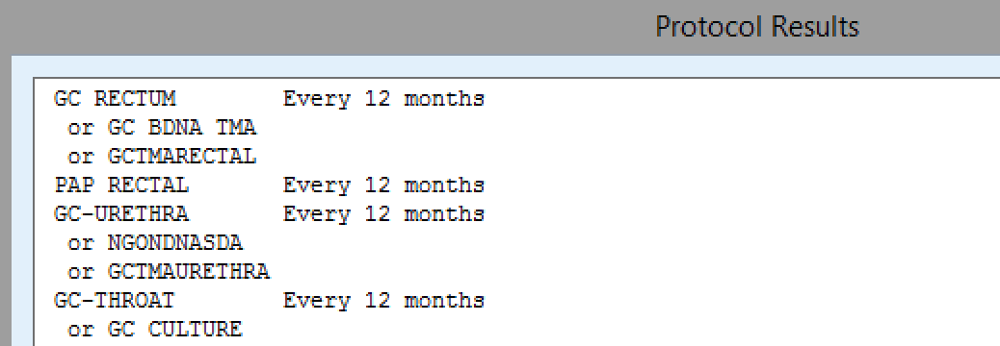 Protocol Results
GC RECTUM Every 12 months
or GC BDNA TMA
or GCTMARECTAL
PAP RECTAL Every 12 months
GC-URETHRA Every 12 months
or NGONDNASDA
or GCTMAURETHRA
GC-THROAT Every 12 months
or GC CULTURE